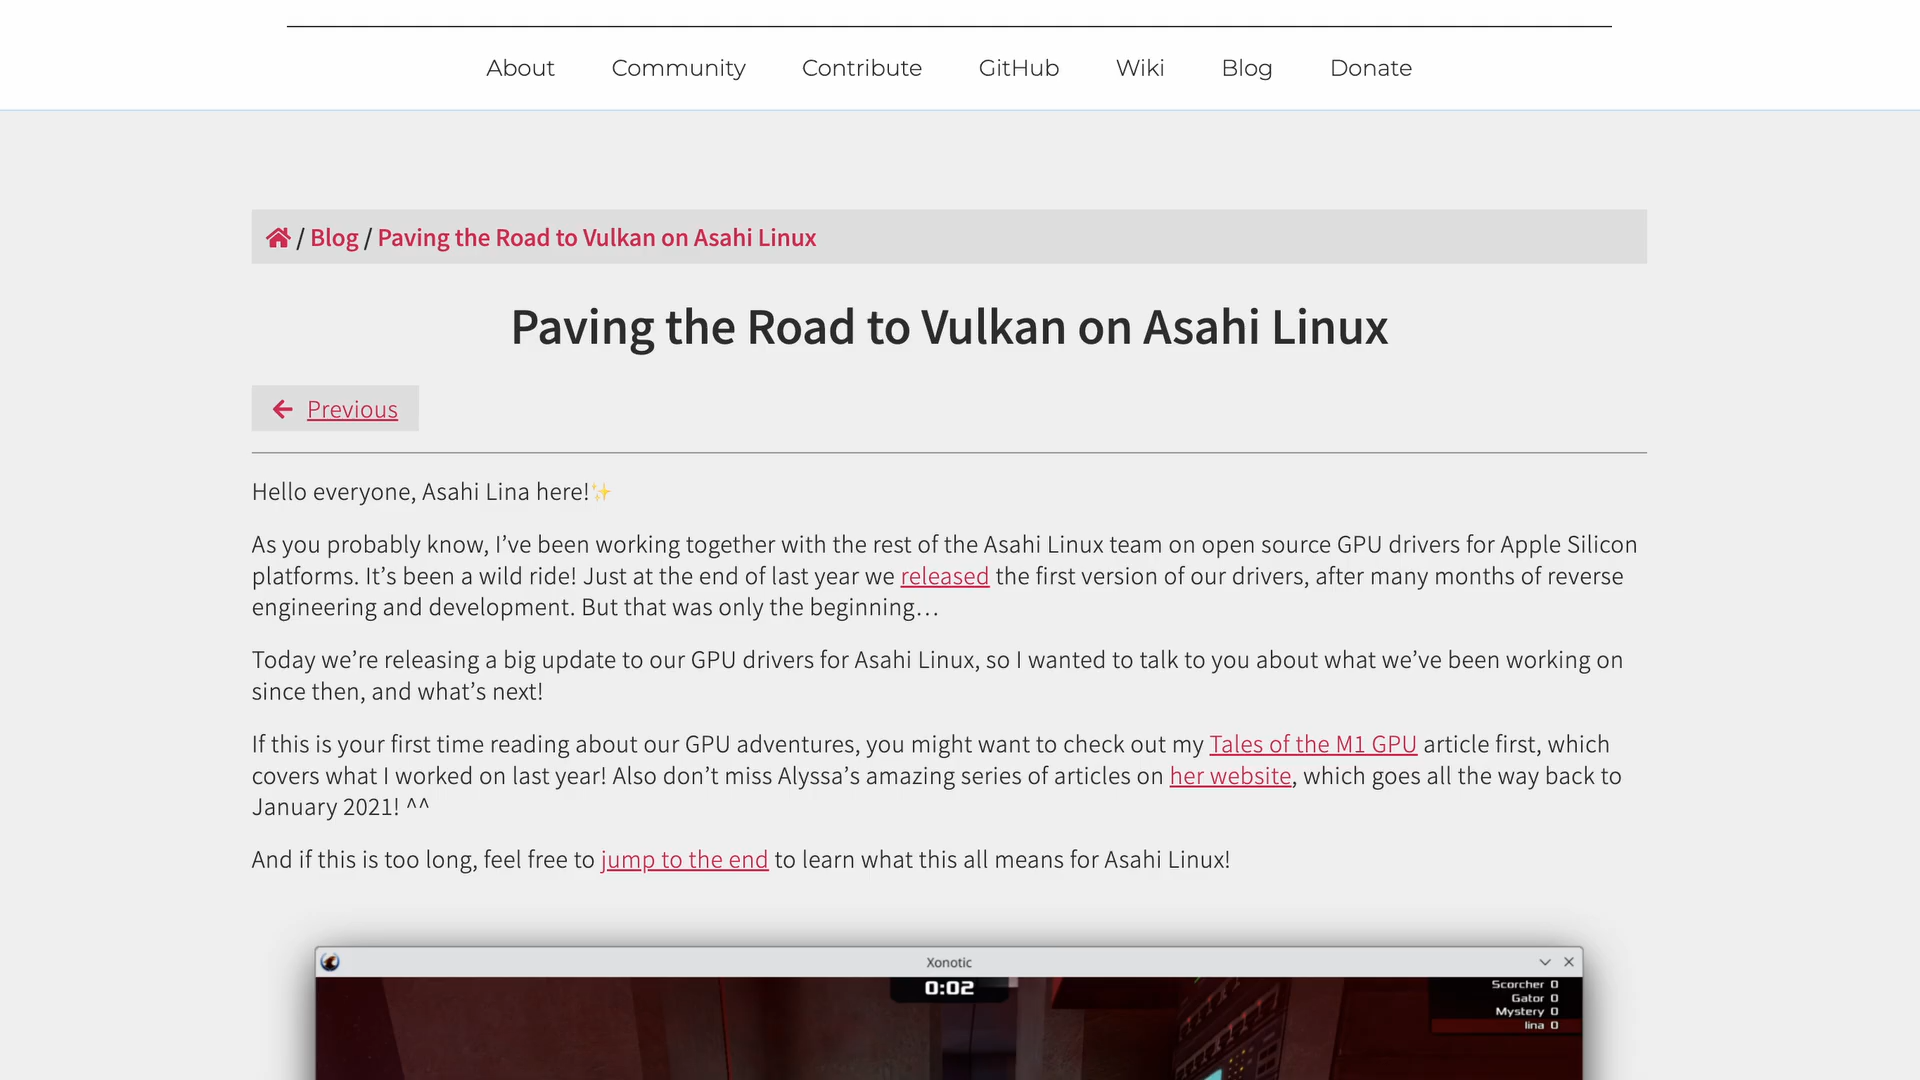 About Community Contribute GitHub Wiki Blog Donate
/ Blog / Paving the Road to Vulkan on Asahi Linux
Paving the Road to Vulkan on Asahi Linux
Previous
Hello everyone, Asahi Lina here!✨
As you probably know, I’ve been working together with the rest of the Asahi Linux team on open source GPU drivers for Apple Silicon
platforms. It’s been a wild ride! Just at the end of last year we released the first version of our drivers, after many months of reverse
engineering and development. But that was only the beginning…
Today we’re releasing a big update to our GPU drivers for Asahi Linux, so I wanted to talk to you about what we’ve been working on
since then, and what’s next!
If this is your first time reading about our GPU adventures, you might want to check out my Tales of the M1 GPU article first, which
covers what I worked on last year! Also don’t miss Alyssa’s amazing series of articles on her website, which goes all the way back to
January 2021! ^^
And if this is too long, feel free to jump to the end to learn what this all means for Asahi Linux!
Xonotic
0:02
Scorcher 0
Gator 0
Mystery 0
lina 0